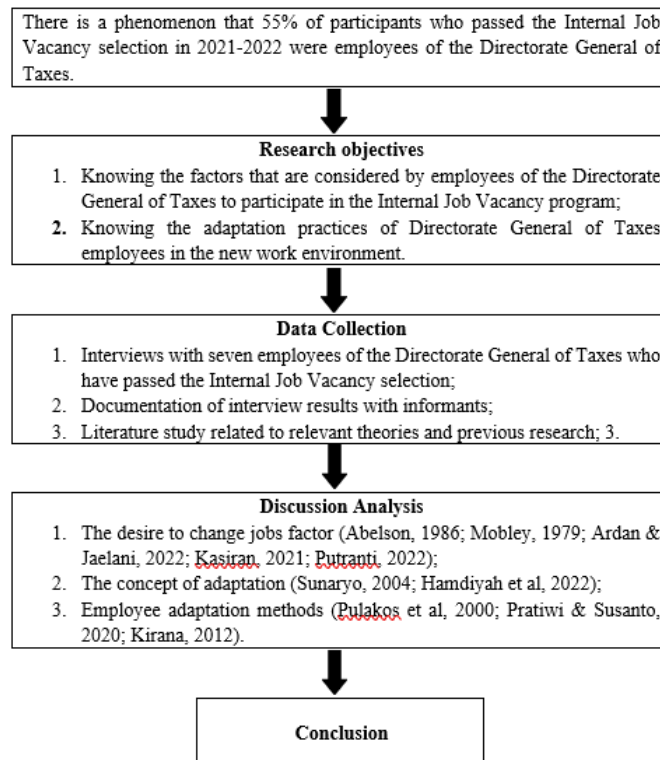 There is a phenomenon that 55% of participants who passed the Internal Job
Vacancy selection in 2021-2022 were employees of the Directorate General of
Taxes.
Research objectives
1. Knowing the factors that are considered by employees of the Directorate
General of Taxes to participate in the Internal Job Vacancy program;
2. Knowing the adaptation practices of Directorate General of Taxes
employees in the new work environment.
Data Collection
1. Interviews with seven employees of the Directorate General of Taxes who
have passed the Internal Job Vacancy selection;
2. Documentation of interview results with informants;
3. Literature study related to relevant theories and previous research; 3.
Discussion Analysis
1. The desire to change jobs factor (Abelson, 1986; Mobley, 1979; Ardan &
Jaelani, 2022; Kasiran, 2021; Putranti, 2022);
2. The concept of adaptation (Sunaryo, 2004; Hamdiyah et al, 2022);
3. Employee adaptation methods (Pulakos et al, 2000; Pratiwi & Susanto,
2020; Kirana, 2012).
Conclusion